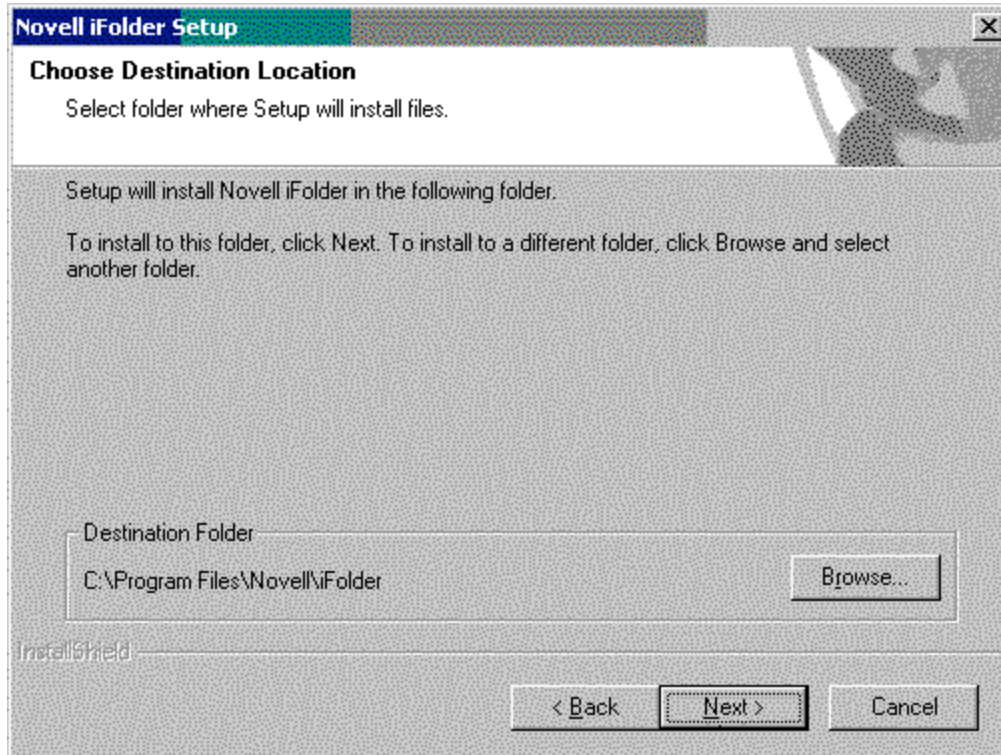 Novell iFolder Setup
Choose Destination Location
Select folder where Setup will install files.
Setup will install Novell iFolder in the following folder.
To install to this folder, click Next. To install to a different folder, click Browse and select
another folder.
Destination Folder
C:\Program Files\Novell\iFolder
Browse...
InstallShield
< Back
Next >
Cancel